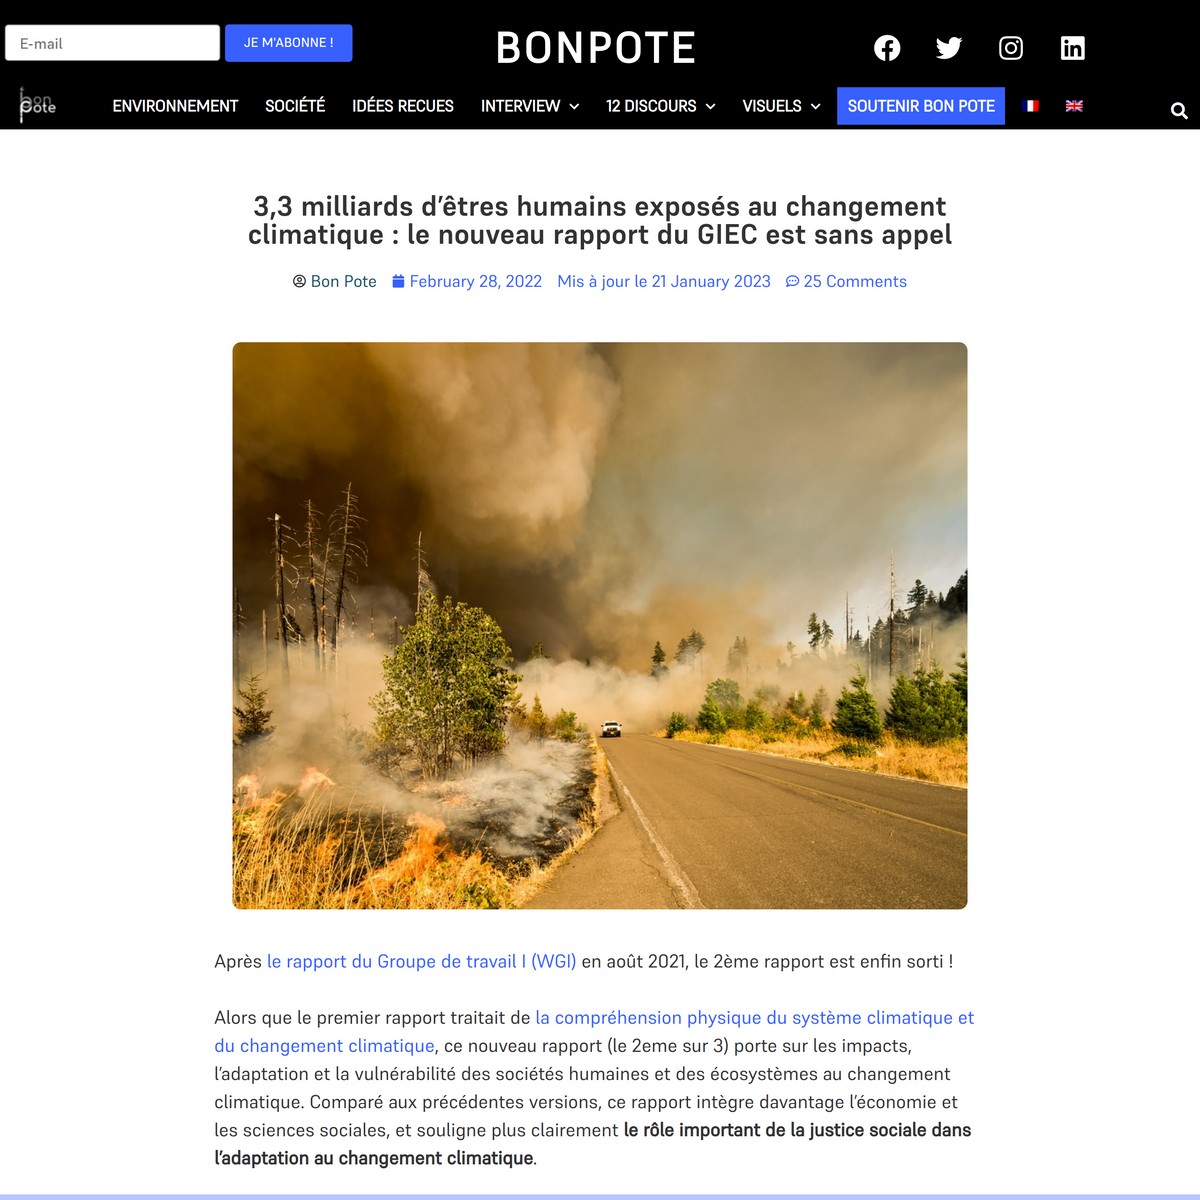 E-mail
JE M'ABONNE !
BONPOTE
bon
pote
ENVIRONNEMENT
SOCIÉTÉ
IDÉES RECUES
INTERVIEW
12 DISCOURS
VISUELS
SOUTENIR BON POTE
3,3 milliards d’êtres humains exposés au changement
climatique : le nouveau rapport du GIEC est sans appel
Bon Pote
February 28, 2022
Mis à jour le 21 January 2023
25 Comments
Après le rapport du Groupe de travail I (WGI) en août 2021, le 2ème rapport est enfin sorti !
Alors que le premier rapport traitait de la compréhension physique du système climatique et
du changement climatique, ce nouveau rapport (le 2eme sur 3) porte sur les impacts,
l’adaptation et la vulnérabilité des sociétés humaines et des écosystèmes au changement
climatique. Comparé aux précédentes versions, ce rapport intègre davantage l’économie et
les sciences sociales, et souligne plus clairement le rôle important de la justice sociale dans
l’adaptation au changement climatique.